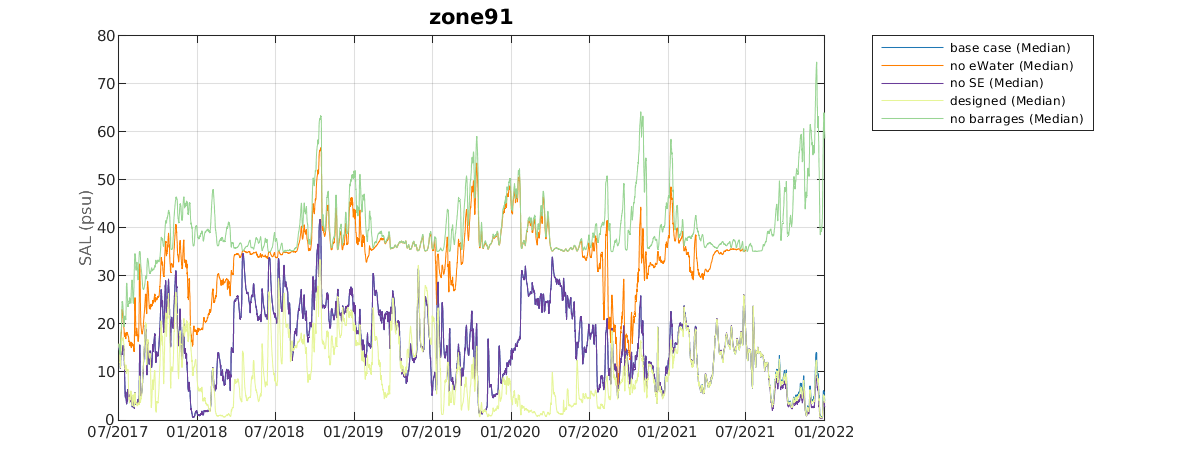 zone91
SAL (psu)
80
70
60
50
40
30
20
10
0
07/2017 01/2018 07/2018 01/2019 07/2019 01/2020 07/2020 01/2021 07/2021 01/2022
base case (Median)
no eWater (Median)
no SE (Median)
designed (Median)
no barrages (Median)